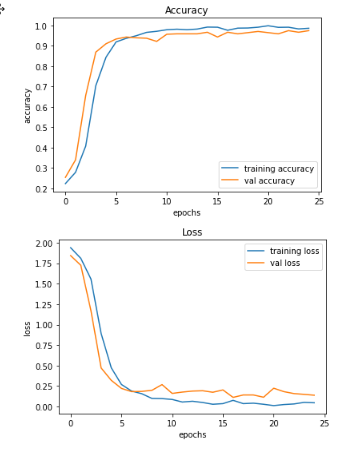 Accuracy
1.0
0.9
0.8
0.7
0.6
0.5
0.4
0.3
0.2
accuracy
training accuracy
val accuracy
0 5 10 15 20 25
epochs
Loss
2.00
1.75
1.50
1.25
1.00
0.75
0.50
0.25
0.00
loss
training loss
val loss
0 5 10 15 20 25
epochs